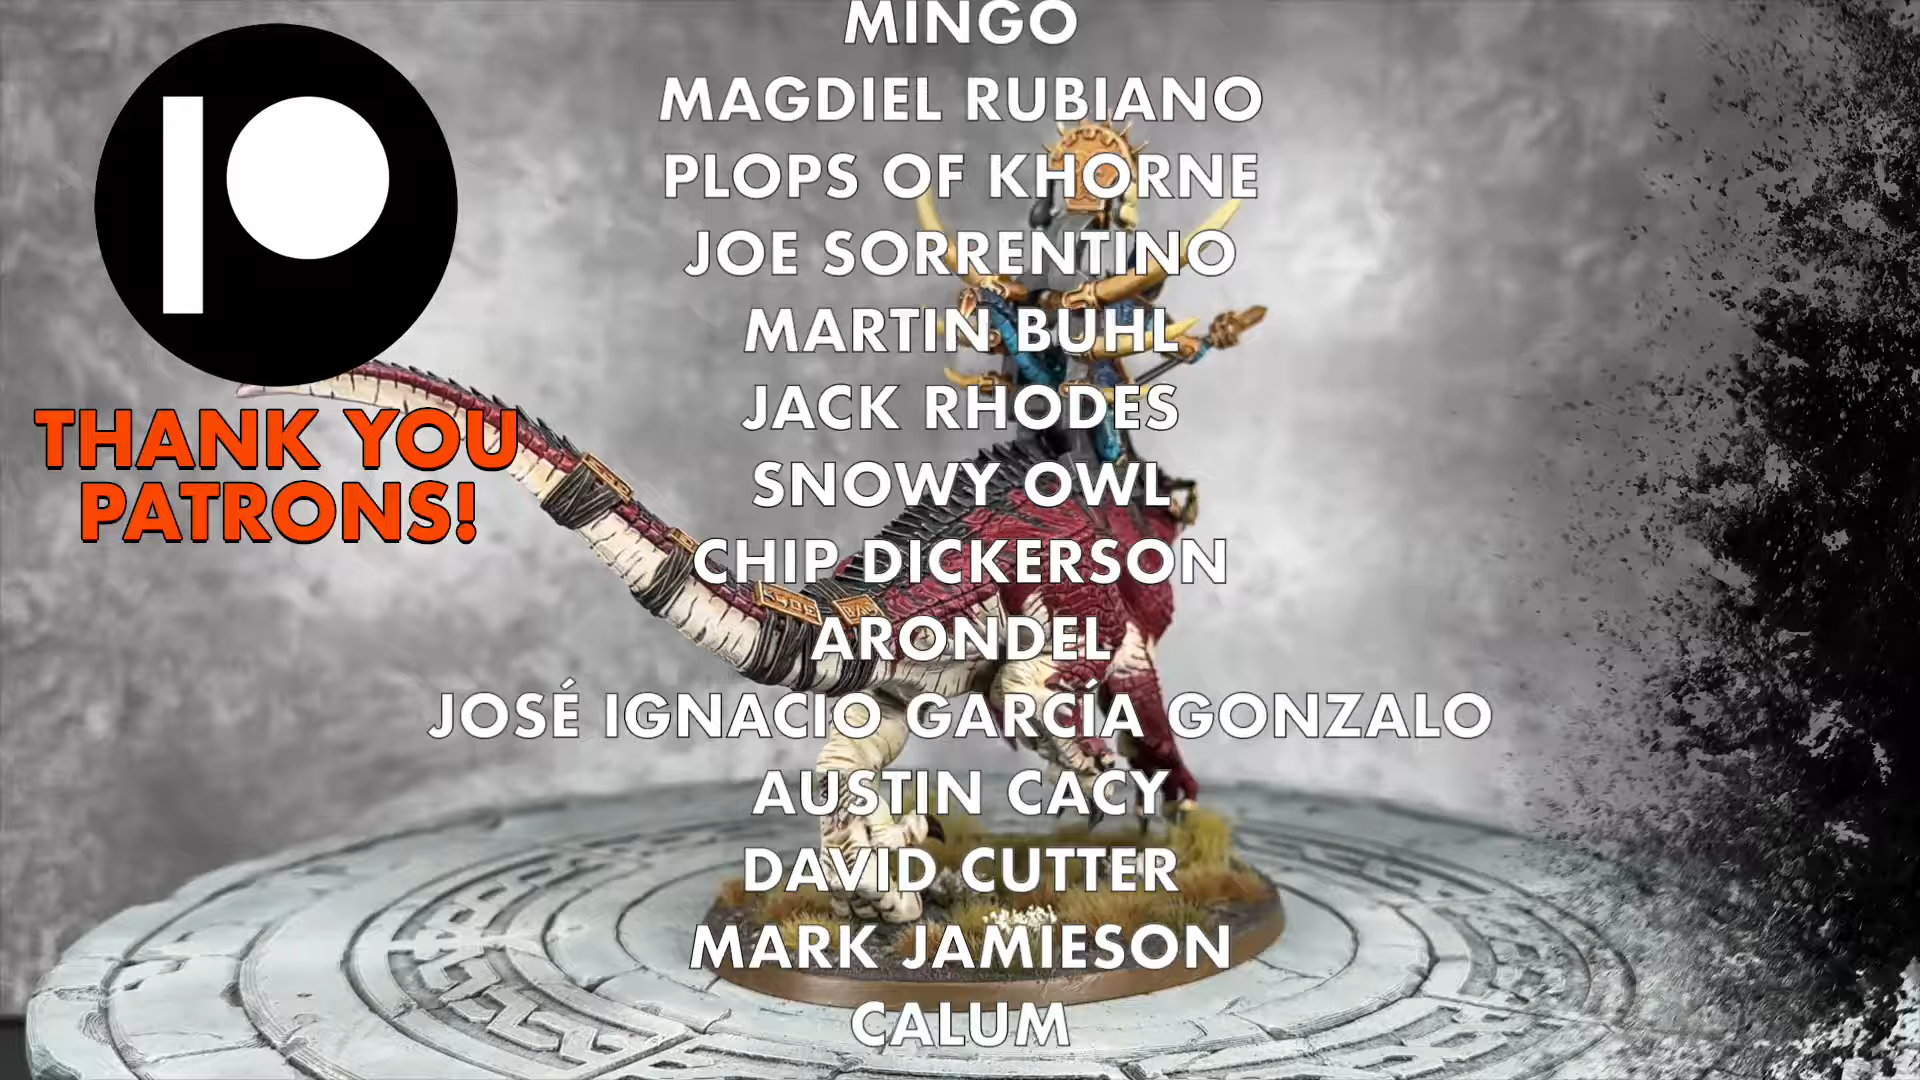 THANK YOU
PATRONS!
MINGO
MAGDIEL RUBIANO
PLOPS OF KHORNE
JOE SORRENTINO
MARTIN BUHL
JACK RHODES
SNOWY OWL
CHIP DICKERSON
ARONDEL
JOSÉ IGNACIO GARCÍA GONZALO
AUSTIN CACY
DAVID CUTTER
MARK JAMIESON
CALUM